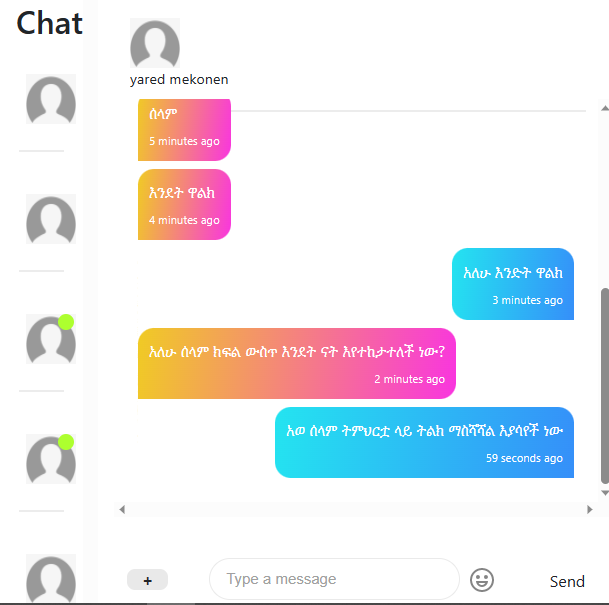 Chat
yared mekonen
ሰላም
5 minutes ago
እንደት ዋልክ
4 minutes ago
አለሁ እንድት ዋልክ
3 minutes ago
አለሁ ሰላም ክፍል ውስጥ እንደት ናት እየተከታተለች ነው?
2 minutes ago
አወ ሰላም ትምህርቷ ላይ ትልክ ማስሻሻል እያሳየች ነው
59 seconds ago
+
Type a message
Send